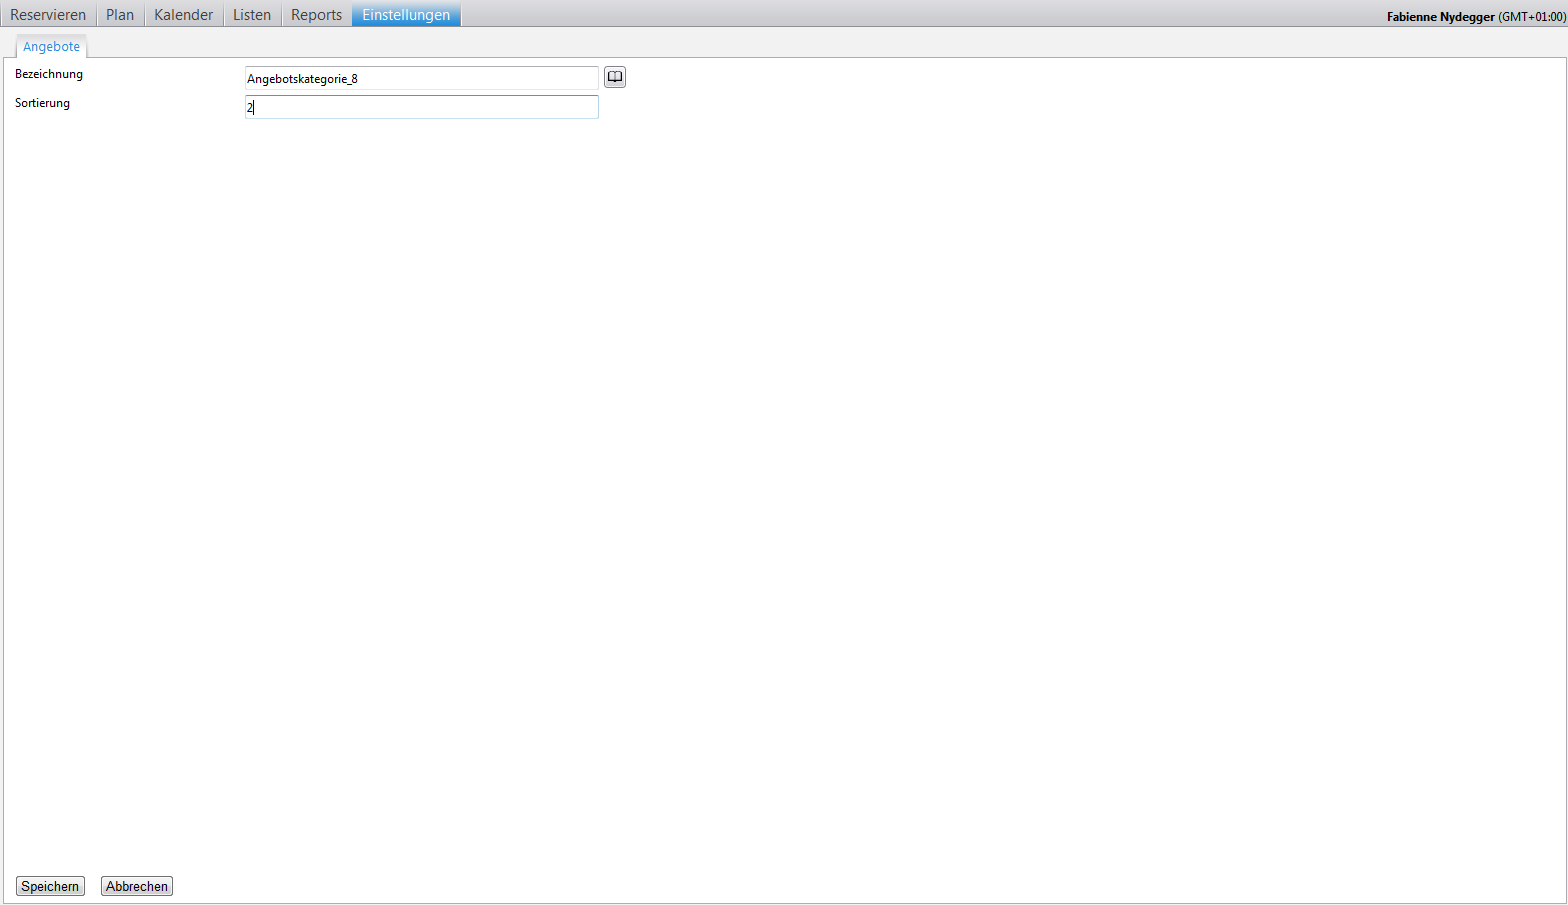 Reservieren Plan Kalender Listen Reports Einstellungen Fabienne Nydegger (GMT+01:00)
Angebote
Bezeichnung Angebotskategorie_8
Sortierung 2
Speichern Abbrechen